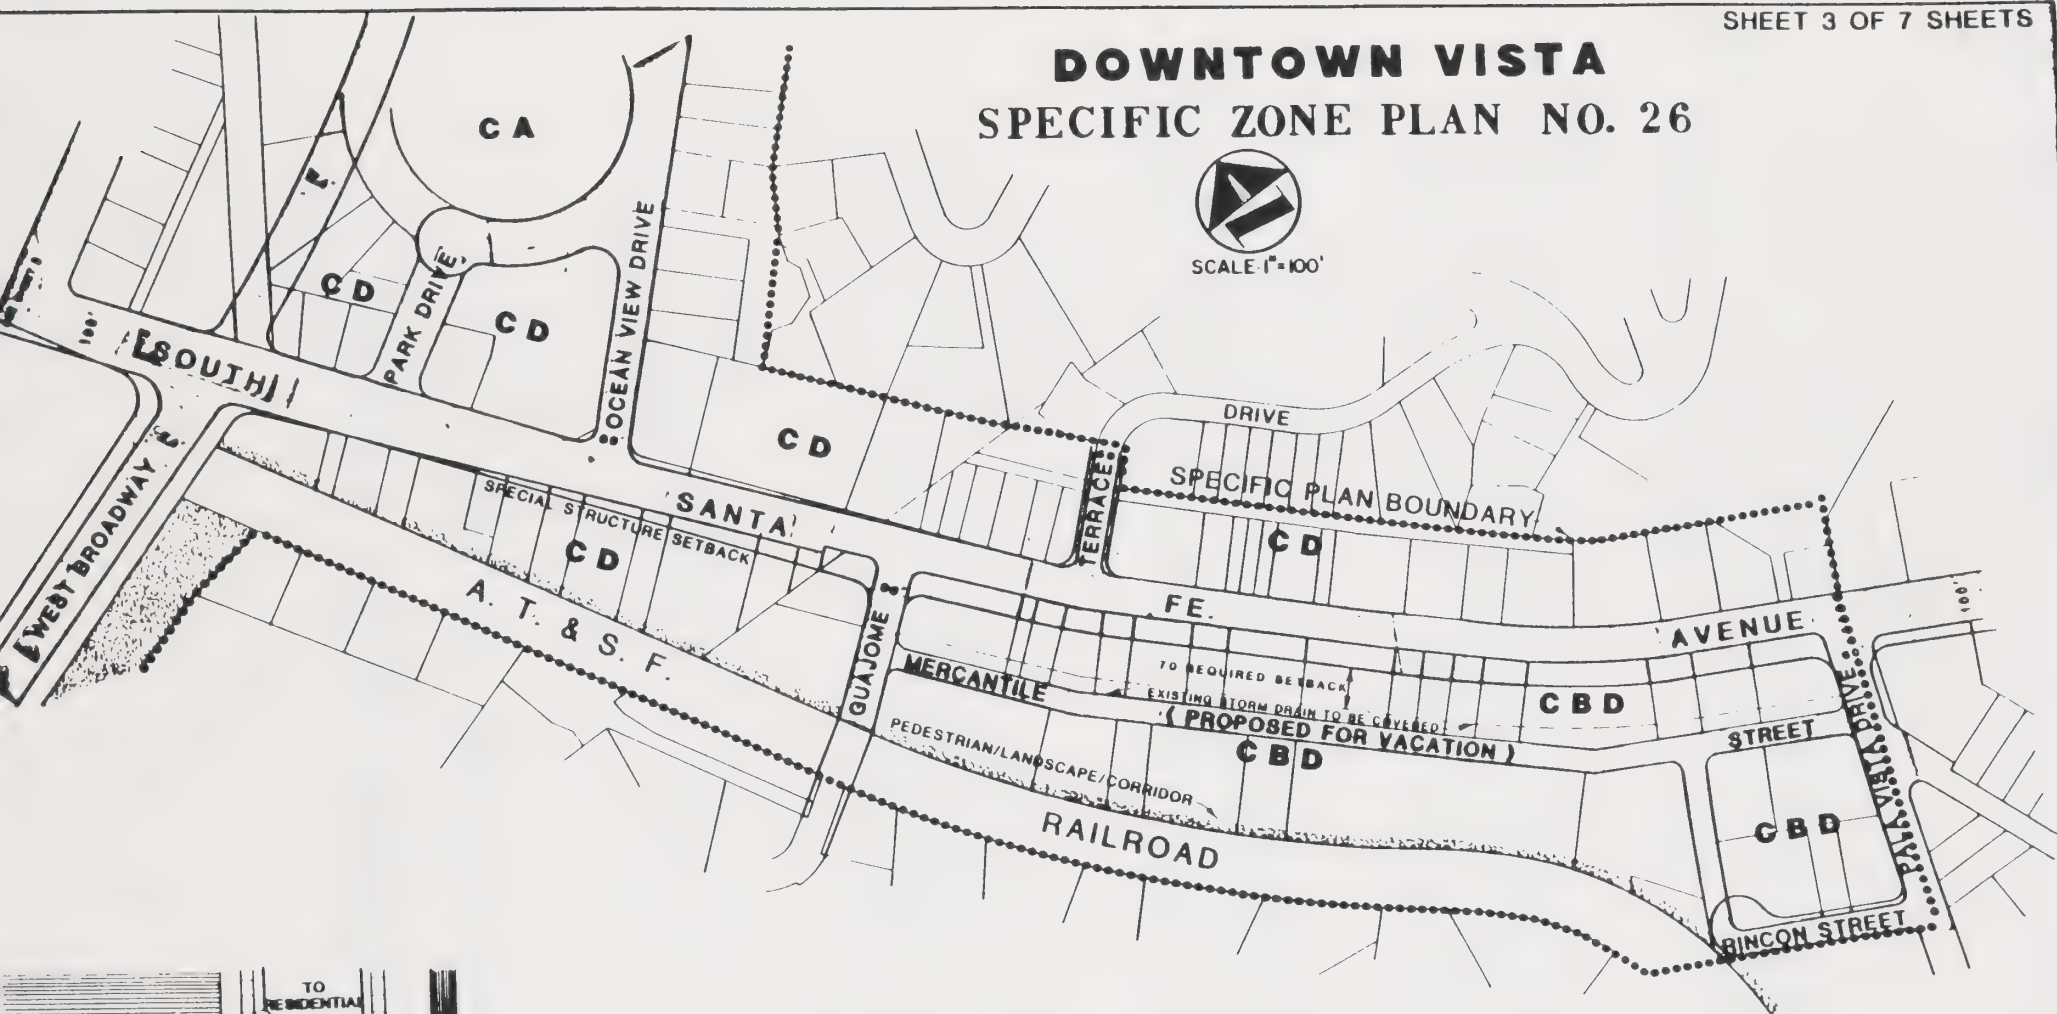 SHEET 3 OF 7 SHEETS
DOWNTOWN VISTA
SPECIFIC ZONE PLAN NO. 26
SCALE-1"=100'
CA
CD
PARK DRIVE
CD
OCEAN VIEW DRIVE
100'
SOUTH
WEST BROADWAY
CD
DRIVE
TERRACE
SPECIFIC PLAN BOUNDARY
SPECIAL STRUCTURE SETBACK
SANTA
CD
CD
A. T. & S. F.
GUAJOME
FE.
AVENUE
100'
MERCANTILE
TO REQUIRED SETBACK
EXISTING STORM DRAIN TO BE COVERED
(PROPOSED FOR VACATION)
CBD
STREET
PALA VISTA DRIVE
CBD
PEDESTRIAN/LANDSCAPE/CORRIDOR
RAILROAD
CBD
RINCON STREET
TO
RESIDENTIAL